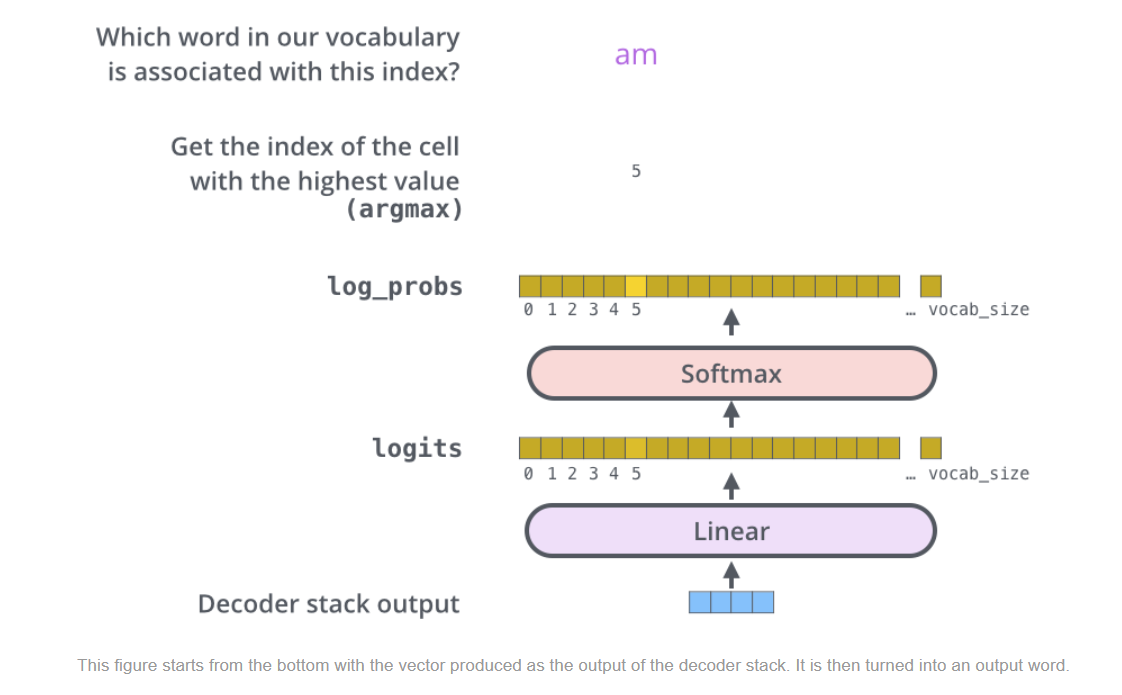 Which word in our vocabulary
is associated with this index?
am
Get the index of the cell
with the highest value
(argmax)
5
log_probs
0 1 2 3 4 5 … vocab_size
Softmax
logits
0 1 2 3 4 5 … vocab_size
Linear
Decoder stack output
This figure starts from the bottom with the vector produced as the output of the decoder stack. It is then turned into an output word.